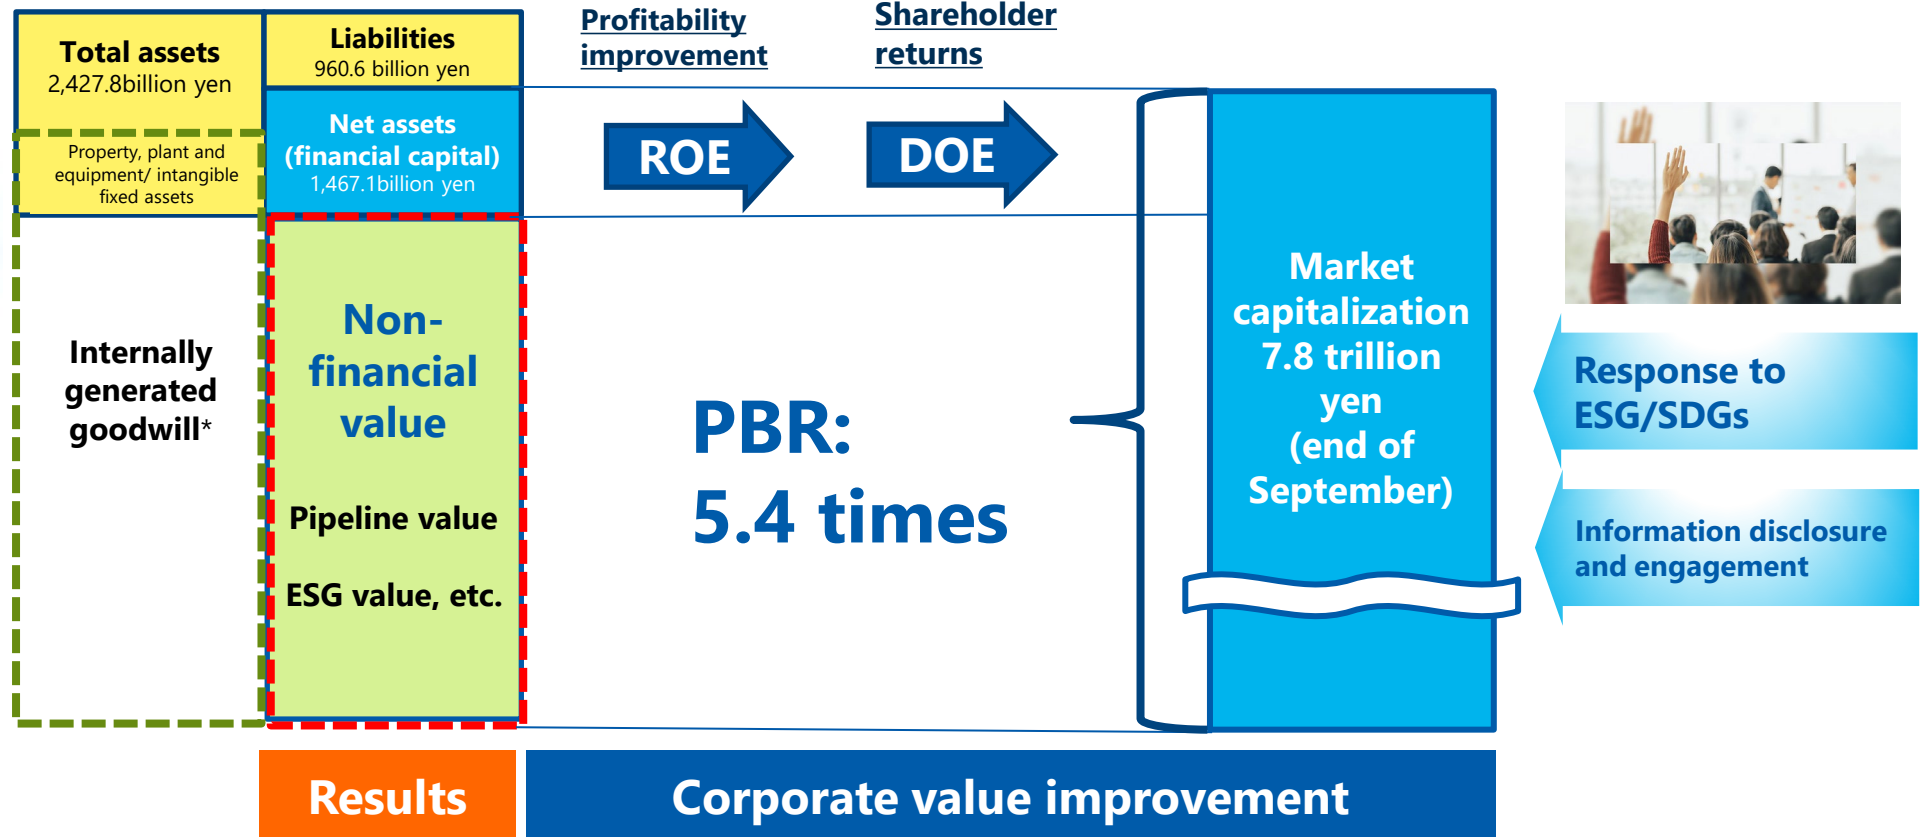 Total assets
2,427.8billion yen
Property, plant and
equipment/ intangible
fixed assets
Internally
generated
goodwill*
Liabilities
960.6 billion yen
Net assets
(financial capital)
1,467.1billion yen
Non-
financial
value
Pipeline value
ESG value, etc.
Profitability
improvement
ROE
Shareholder
returns
DOE
PBR:
5.4 times
Market
capitalization
7.8 trillion
yen
(end of
September)
Response to
ESG/SDGs
Information disclosure
and engagement
Results
Corporate value improvement